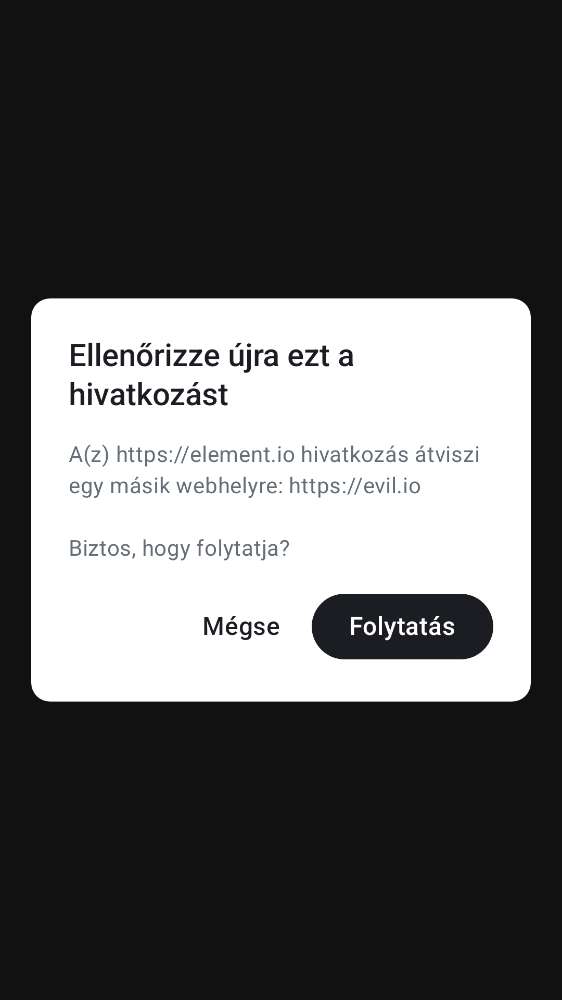 Ellenőrizze újra ezt a
hivatkozást
A(z) https://element.io hivatkozás átviszi
egy másik webhelyre: https://evil.io
Biztos, hogy folytatja?
Mégse
Folytatás